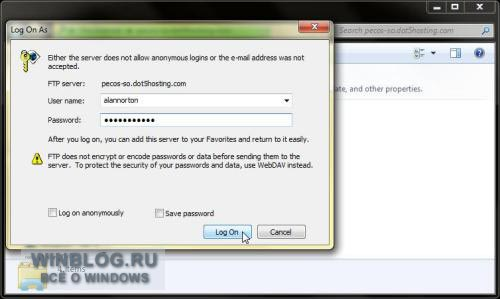 Log On As
Search pecos-so.dot5hosting.com
Either the server does not allow anonymous logins or the e-mail address was not
accepted.
FTP server: pecos-so.dot5hosting.com
User name: alannorton
Password: •••••••••••
ate, and other properties.
After you log on, you can add this server to your Favorites and return to it easily.
FTP does not encrypt or encode passwords or data before sending them to the
server. To protect the security of your passwords and data, use WebDAV instead.
Log on anonymously
Save password
Log On
Cancel
items
WINBLOG.RU
ВСЁ О WINDOWS